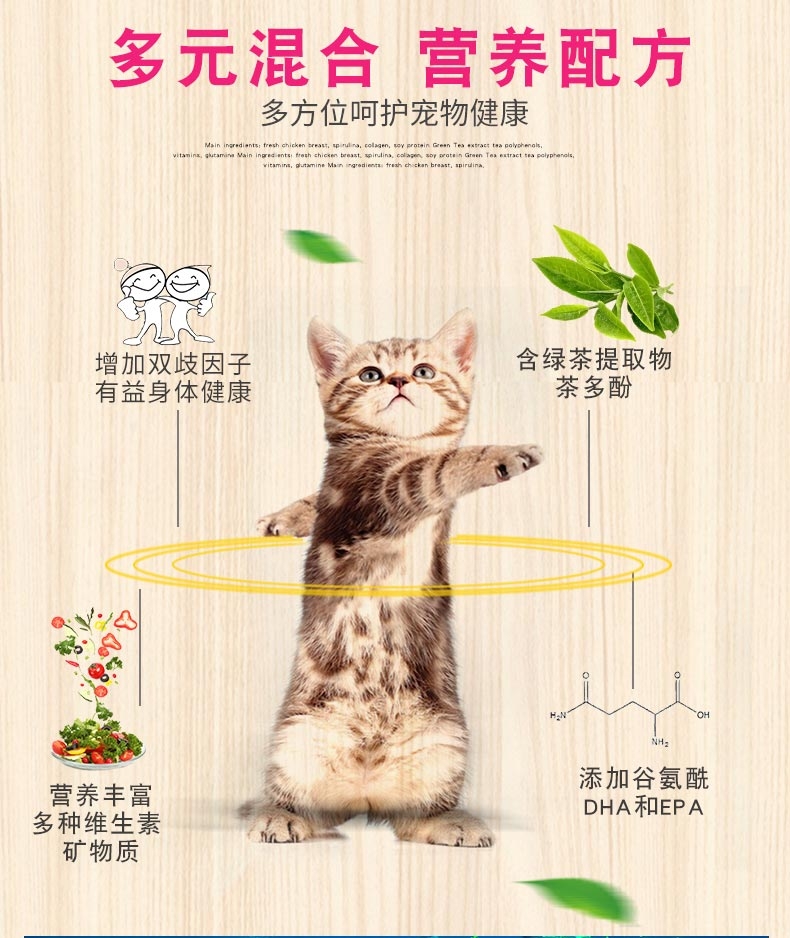 多元混合 营养配方
多方位呵护宠物健康
Main ingredients: fresh chicken breast, spirulina, collagen, soy protein Green Tea extract tea polyphenols,
vitamins, glutamine Main ingredients: fresh chicken breast, spirulina, collagen, soy protein Green Tea extract tea polyphenols,
vitamins, glutamine Main ingredients: fresh chicken breast, spirulina,
增加双歧因子
有益身体健康
含绿茶提取物
茶多酚
营养丰富
多种维生素
矿物质
O
O
H₂N
OH
NH₂
添加谷氨酰
DHA和EPA